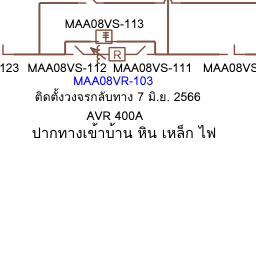 MAA08VS-113
R
123 MAA08VS-112 MAA08VS-111 MAA08VS
MAA08VR-103
ติดตั้งวงจรกลับทาง 7 มิ.ย. 2566
AVR 400A
ปากทางเข้าบ้าน หิน เหล็ก ไฟ